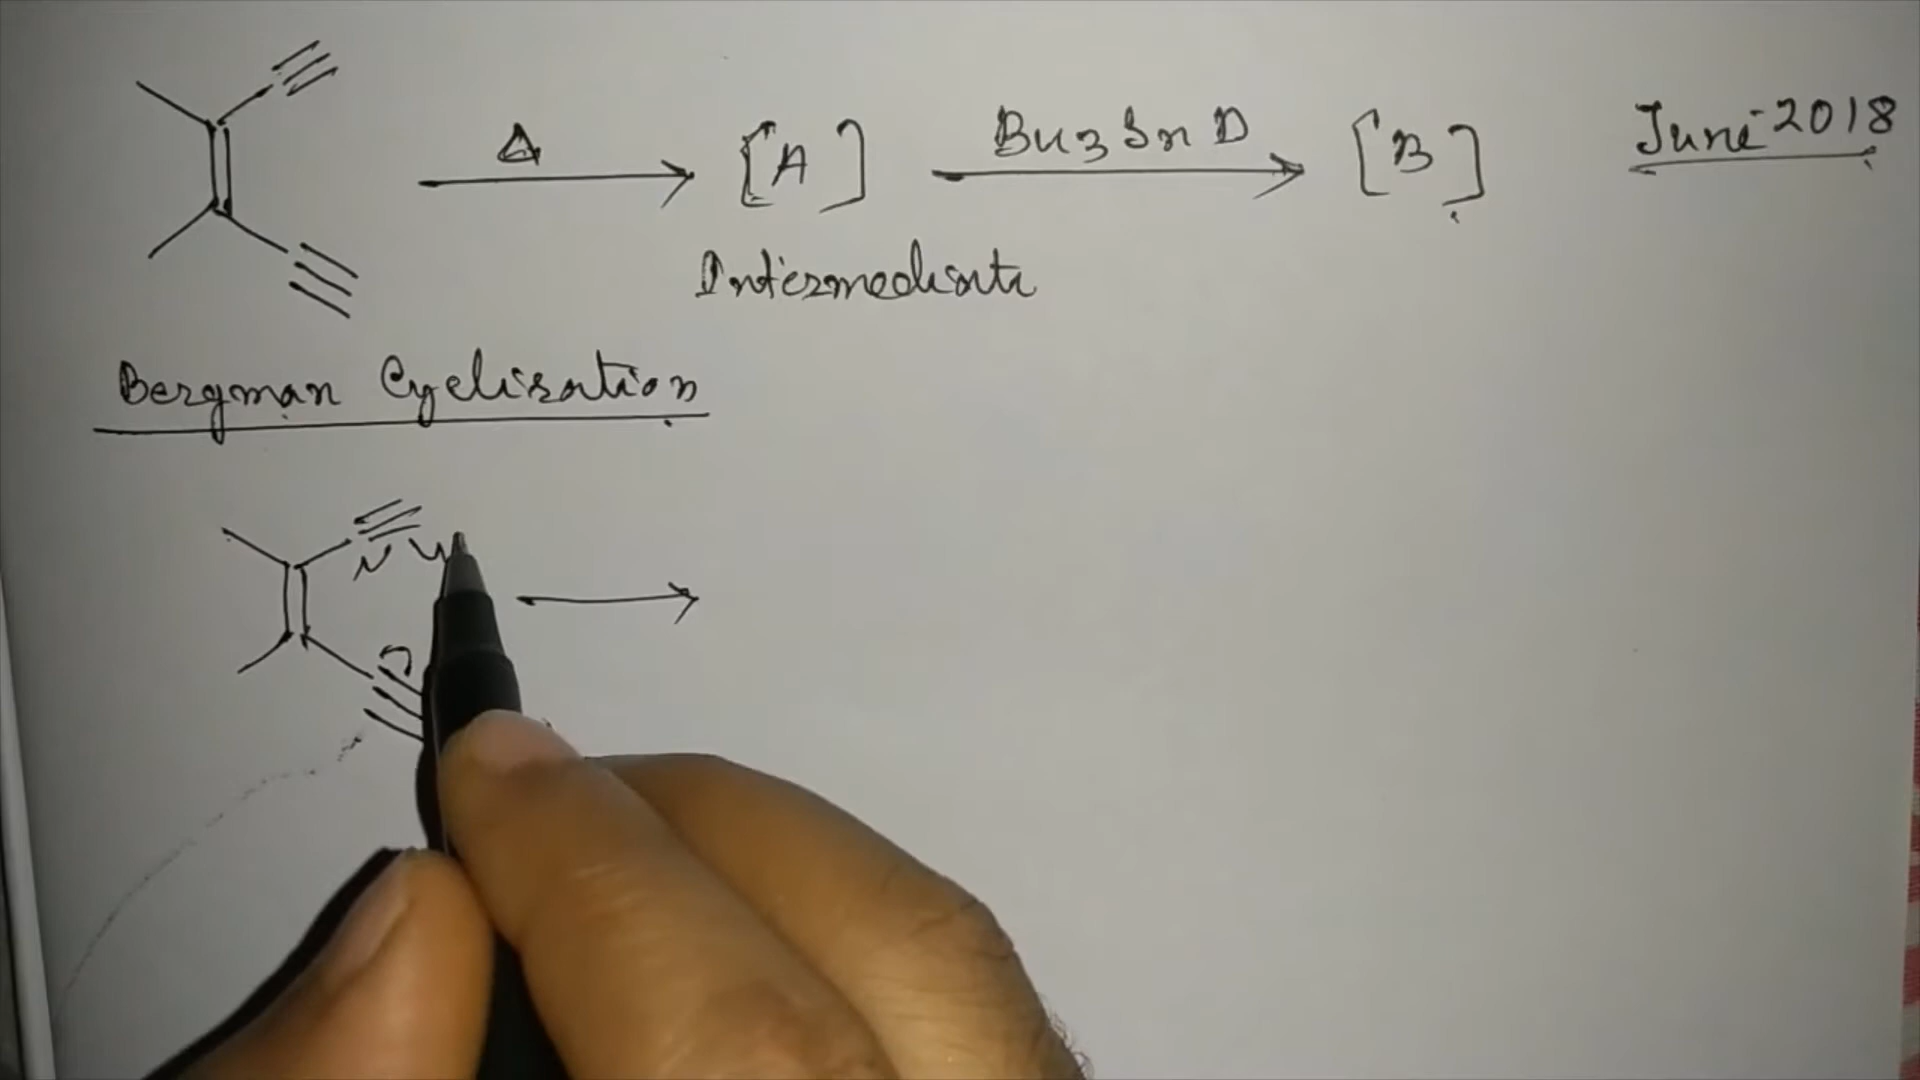 Δ [A] Bu3SnD [B] June-2018
Intermediate
Bergman Cyclisation